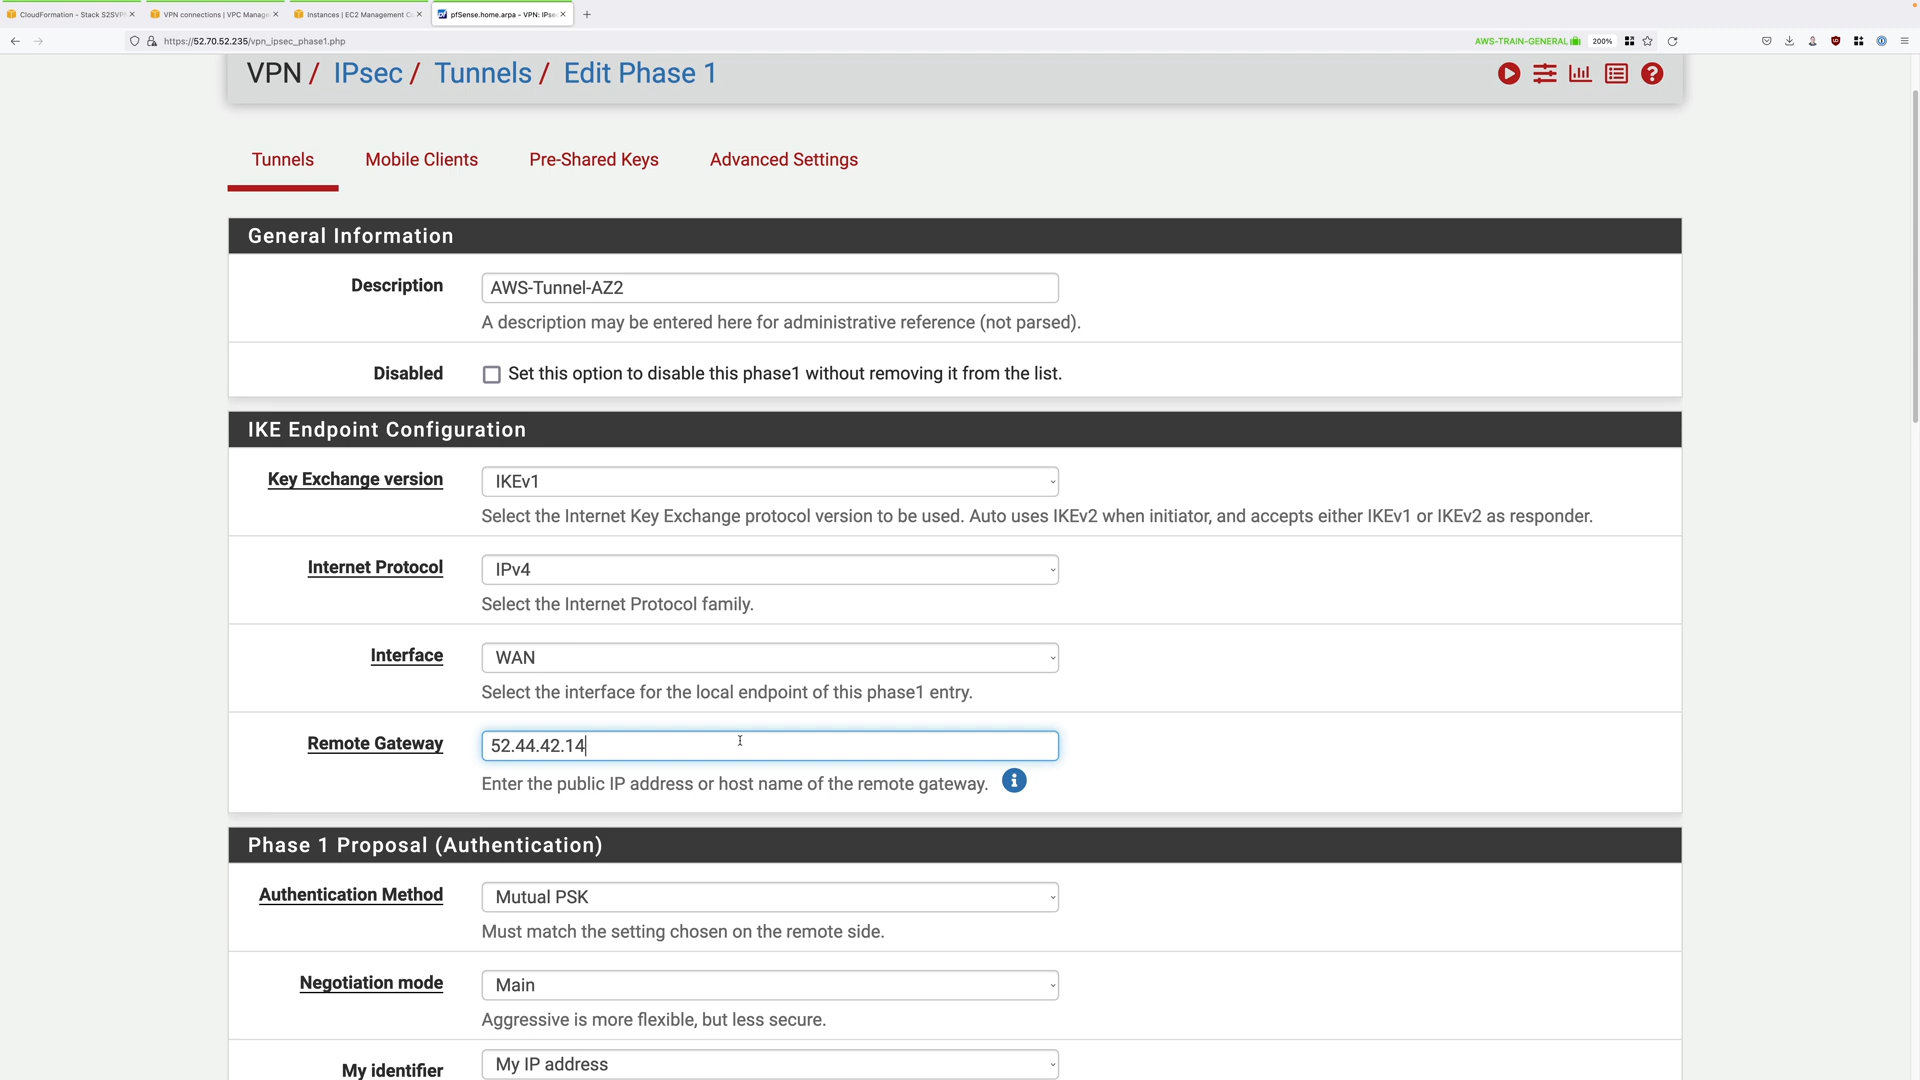 CloudFormation - Stack S2SVP
VPN connections | VPC Manage
Instances | EC2 Management C
pfSense.home.arpa - VPN: IPse
https://52.70.52.235/vpn_ipsec_phase1.php
AWS-TRAIN-GENERAL
200%
VPN / IPsec / Tunnels / Edit Phase 1
Tunnels
Mobile Clients
Pre-Shared Keys
Advanced Settings
General Information
Description
AWS-Tunnel-AZ2
A description may be entered here for administrative reference (not parsed).
Disabled
Set this option to disable this phase1 without removing it from the list.
IKE Endpoint Configuration
Key Exchange version
IKEv1
Select the Internet Key Exchange protocol version to be used. Auto uses IKEv2 when initiator, and accepts either IKEv1 or IKEv2 as responder.
Internet Protocol
IPv4
Select the Internet Protocol family.
Interface
WAN
Select the interface for the local endpoint of this phase1 entry.
Remote Gateway
52.44.42.14
Enter the public IP address or host name of the remote gateway.
Phase 1 Proposal (Authentication)
Authentication Method
Mutual PSK
Must match the setting chosen on the remote side.
Negotiation mode
Main
Aggressive is more flexible, but less secure.
My identifier
My IP address